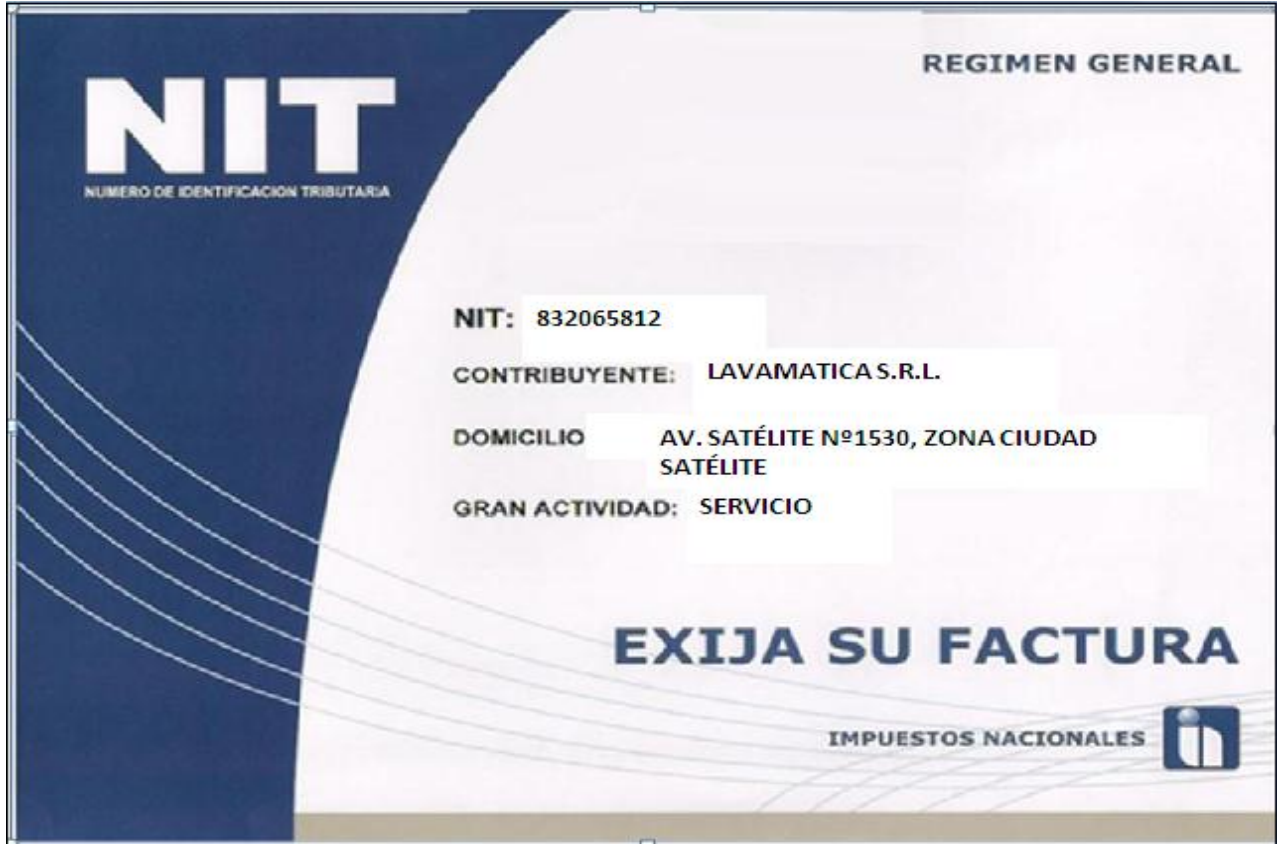 REGIMEN GENERAL
NIT
NUMERO DE IDENTIFICACION TRIBUTARIA
NIT: 832065812
CONTRIBUYENTE: LAVAMATICA S.R.L.
DOMICILIO AV. SATÉLITE Nº1530, ZONA CIUDAD
SATÉLITE
GRAN ACTIVIDAD: SERVICIO
EXIJA SU FACTURA
IMPUESTOS NACIONALES in